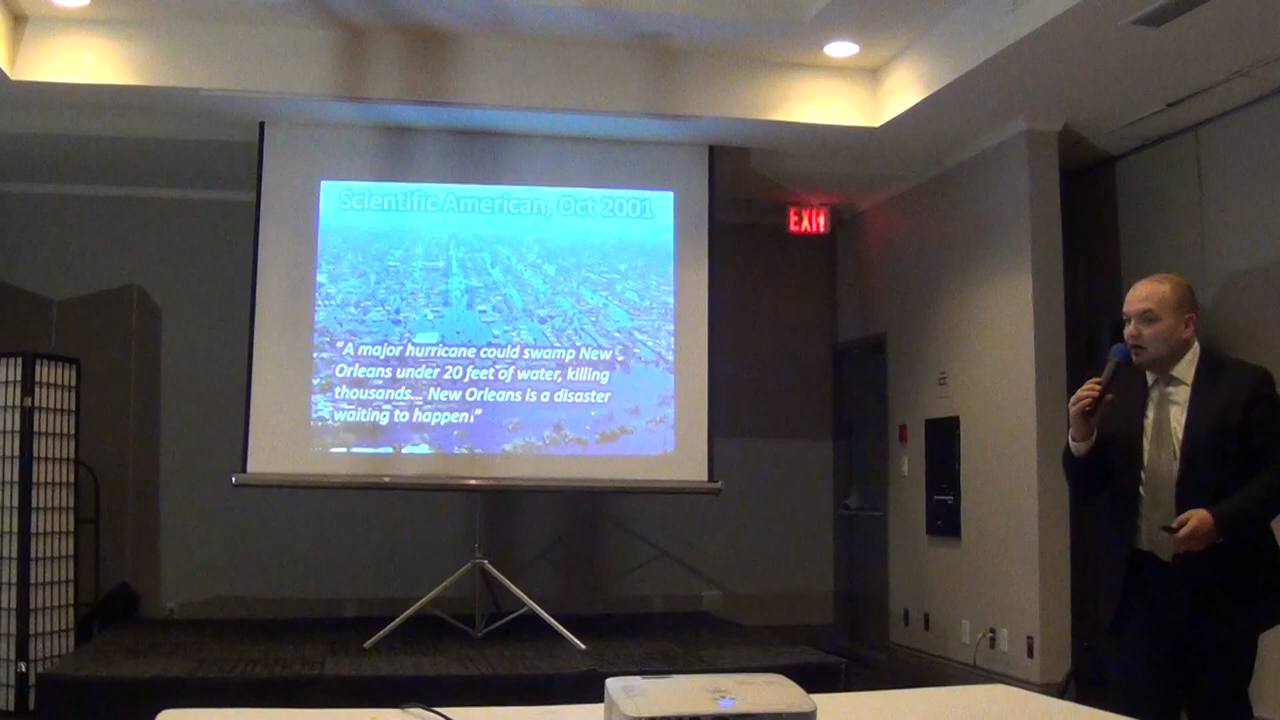 Scientific American, Oct 2001
EXIT
“A major hurricane could swamp New
Orleans under 20 feet of water, killing
thousands... New Orleans is a disaster
waiting to happen.”